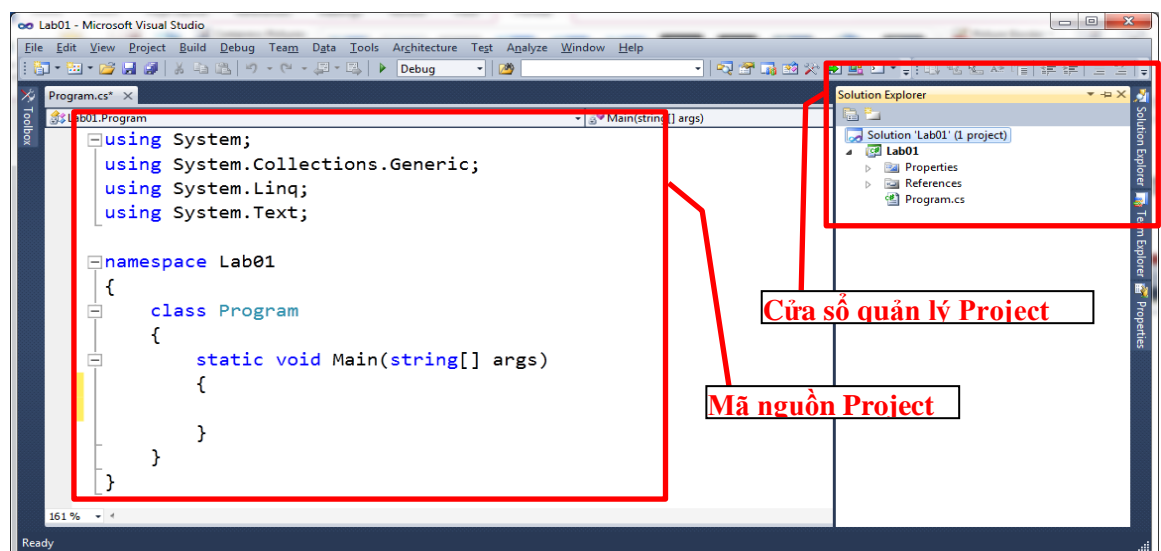 Lab01 - Microsoft Visual Studio
File Edit View Project Build Debug Team Data Tools Architecture Test Analyze Window Help
Debug
Program.cs*
Lab01.Program
Main(string[] args)
Solution Explorer
Toolbox
using System;
using System.Collections.Generic;
using System.Linq;
using System.Text;
namespace Lab01
{
class Program
{
static void Main(string[] args)
{
}
}
}
Solution 'Lab01' (1 project)
Lab01
Properties
References
Program.cs
Solution Explorer
Team Explorer
Properties
Cửa sổ quản lý Project
Mã nguồn Project
161 %
Ready